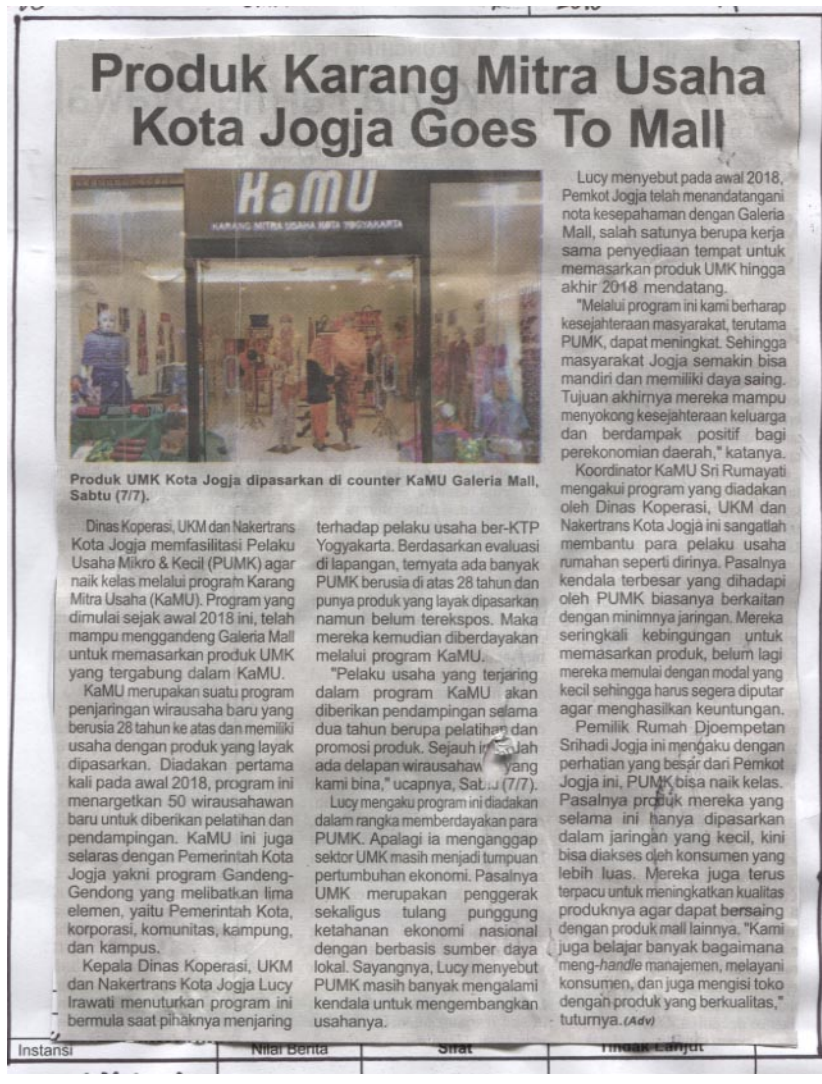 2018
Produk Karang Mitra Usaha
Kota Jogja Goes To Mall
KaMU
KARANG MITRA USAHA KOTA YOGYAKARTA
Produk UMK Kota Jogja dipasarkan di counter KaMU Galeria Mall,
Sabtu (7/7).
Dinas Koperasi, UKM dan Nakertrans
Kota Jogja memfasilitasi Pelaku
Usaha Mikro & Kecil (PUMK) agar
naik kelas melalui program Karang
Mitra Usaha (KaMU). Program yang
dimulai sejak awal 2018 ini, telah
mampu menggandeng Galeria Mall
untuk memasarkan produk UMK
yang tergabung dalam KaMU.
KaMU merupakan suatu program
penjaringan wirausaha baru yang
berusia 28 tahun ke atas dan memiliki
usaha dengan produk yang layak
dipasarkan. Diadakan pertama
kali pada awal 2018, program ini
menargetkan 50 wirausahawan
baru untuk diberikan pelatihan dan
pendampingan. KaMU ini juga
selaras dengan Pemerintah Kota
Jogja yakni program Gandeng-
Gendong yang melibatkan lima
elemen, yaitu Pemerintah Kota,
korporasi, komunitas, kampung,
dan kampus.
Kepala Dinas Koperasi, UKM
dan Nakertrans Kota Jogja Lucy
Irawati menuturkan program ini
bermula saat pihaknya menjaring
terhadap pelaku usaha ber-KTP
Yogyakarta. Berdasarkan evaluasi
di lapangan, ternyata ada banyak
PUMK berusia di atas 28 tahun dan
punya produk yang layak dipasarkan
namun belum terekspos. Maka
mereka kemudian diberdayakan
melalui program KaMU.
"Pelaku usaha yang terjaring
dalam program KaMU akan
diberikan pendampingan selama
dua tahun berupa pelatihan dan
promosi produk. Sejauh
ada delapan yang
kami bina," ucapnya, Sabtu (7/7).
Lucy mengaku program ini diadakan
dalam rangka memberdayakan para
PUMK. Apalagi ia menganggap
sektor UMK masih menjadi tumpuan
pertumbuhan ekonomi. Pasalnya
UMK merupakan penggerak
sekaligus tulang punggung
ketahanan ekonomi nasional
dengan berbasis sumber daya
lokal. Sayangnya, Lucy menyebut
PUMK masih banyak mengalami
kendala untuk mengembangkan
usahanya.
Lucy menyebut pada awal 2018,
Pemkot Jogja telah menandatangani
nota kesepahaman dengan Galeria
Mall, salah satunya berupa kerja
sama penyediaan tempat untuk
memasarkan produk UMK hingga
akhir 2018 mendatang.
"Melalui program ini kami berharap
kesejahteraan masyarakat, terutama
PUMK, dapat meningkat. Sehingga
masyarakat Jogja semakin bisa
mandiri dan memiliki daya saing.
Tujuan akhirnya mereka mampu
menyokong kesejahteraan keluarga
dan berdampak positif bagi
perekonomian daerah," katanya.
Koordinator KaMU Sri Rumayati
mengakui program yang diadakan
oleh Dinas Koperasi, UKM dan
Nakertrans Kota Jogja ini sangatlah
membantu para pelaku usaha
rumahan seperti dirinya. Pasalnya
kendala terbesar yang dihadapi
oleh PUMK biasanya berkaitan
dengan minimnya jaringan. Mereka
seringkali kebingungan untuk
memasarkan produk, belum lagi
mereka memulai dengan modal yang
kecil sehingga harus segera diputar
agar menghasilkan keuntungan.
Pemilik Rumah Djoempetan
Srihadi Jogja ini mengaku dengan
perhatian yang besar dari Pemkot
Jogja ini, PUMK bisa naik kelas.
Pasalnya produk mereka yang
selama ini hanya dipasarkan
dalam jaringan yang kecil, kini
bisa diakses oleh konsumen yang
lebih luas. Mereka juga terus
terpacu untuk meningkatkan kualitas
produknya agar dapat bersaing
dengan produk mall lainnya. "Kami
juga belajar banyak bagaimana
meng-handle manajemen, melayani
konsumen, dan juga mengisi toko
dengan produk yang berkualitas,"
tuturnya.(Adv)
Instansi Nilai Berita Sifat Tindak Lanjut